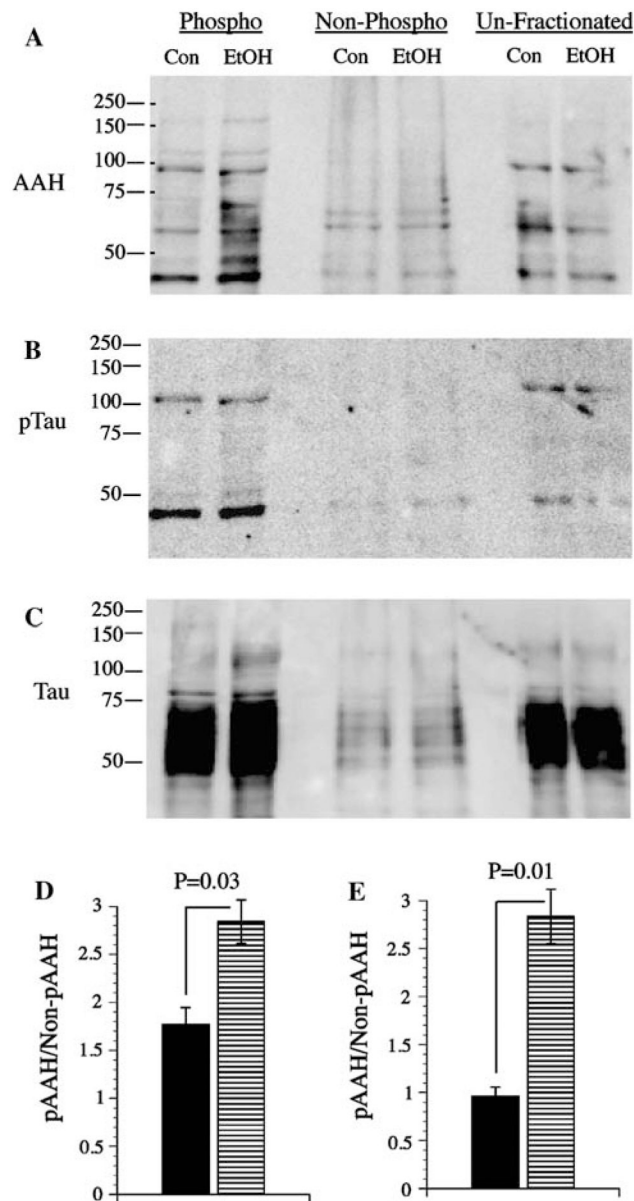 Phospho Non-Phospho Un-Fractionated
A Con EtOH Con EtOH Con EtOH
250
150
100
AAH
75
50
B 250
150
100
pTau
75
50
C 250
150
100
Tau
75
50
D P=0.03 E P=0.01
pAAH/Non-pAAH
3
2.5
2
1.5
1
0.5
0
pAAH/Non-pAAH
3
2.5
2
1.5
1
0.5
0